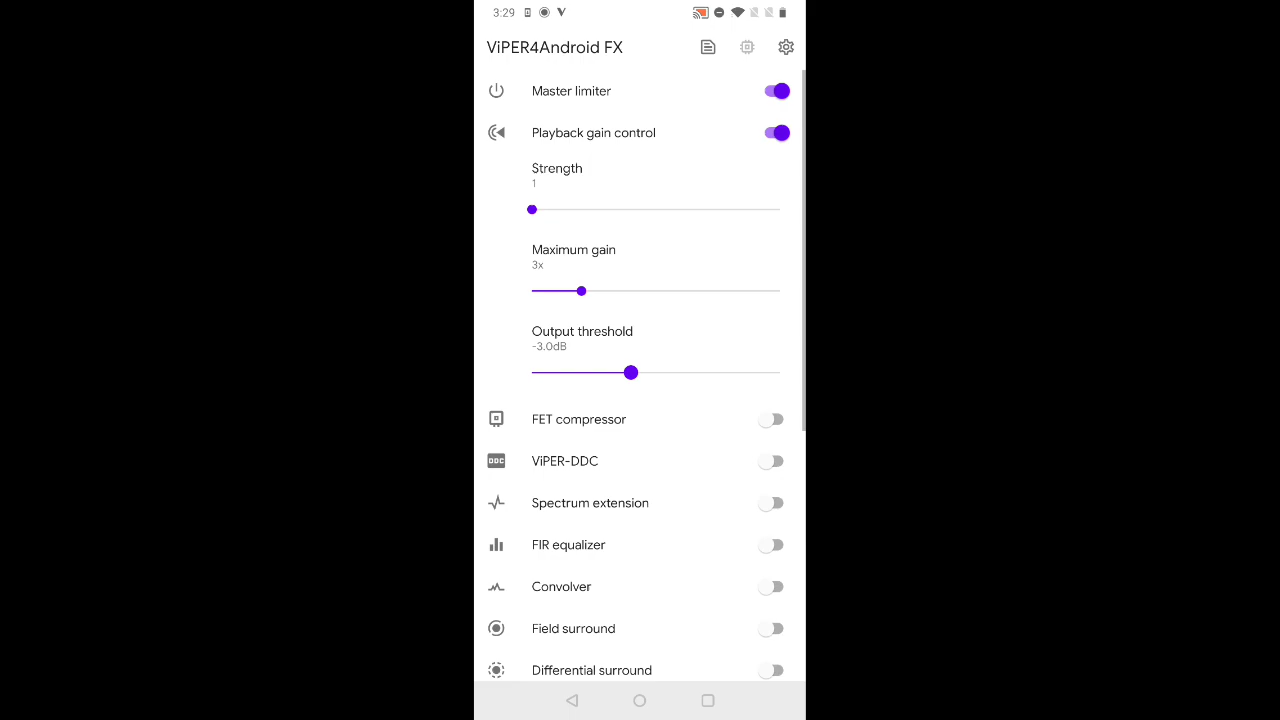 3:29
ViPER4Android FX
Master limiter
Playback gain control
Strength
1
Maximum gain
3x
Output threshold
-3.0dB
FET compressor
DDC ViPER-DDC
Spectrum extension
FIR equalizer
Convolver
Field surround
Differential surround